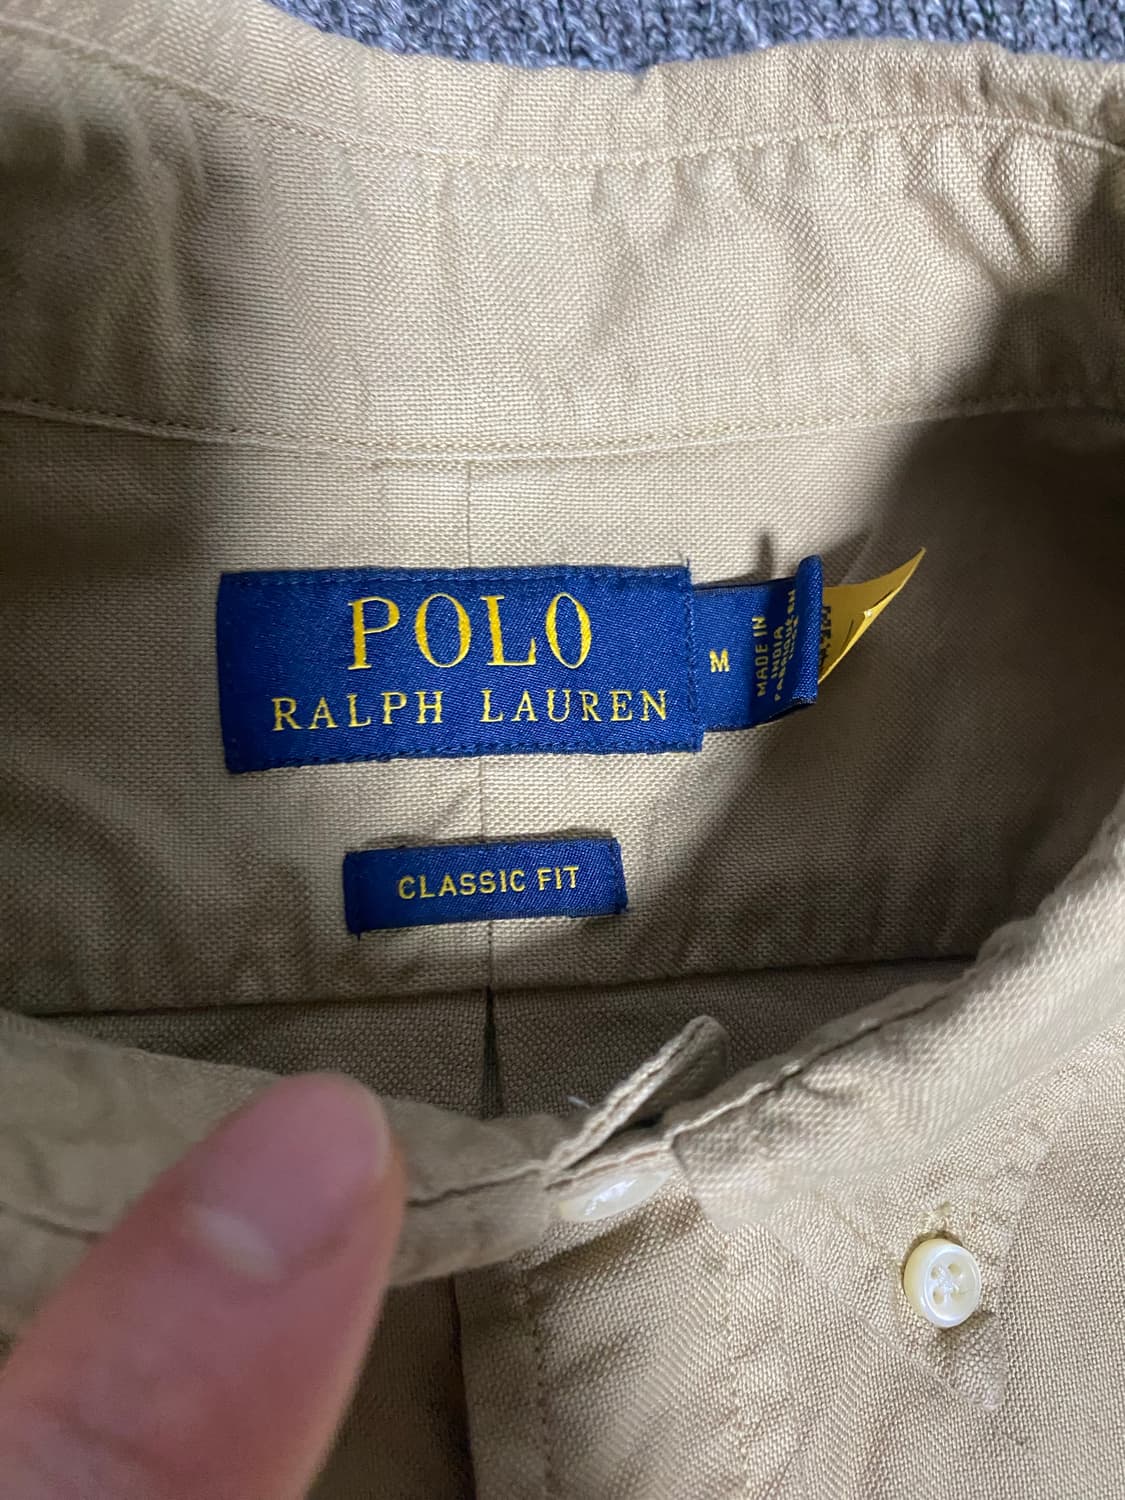 POLO
RALPH LAUREN
M
MADE IN
INDIA
CLASSIC FIT